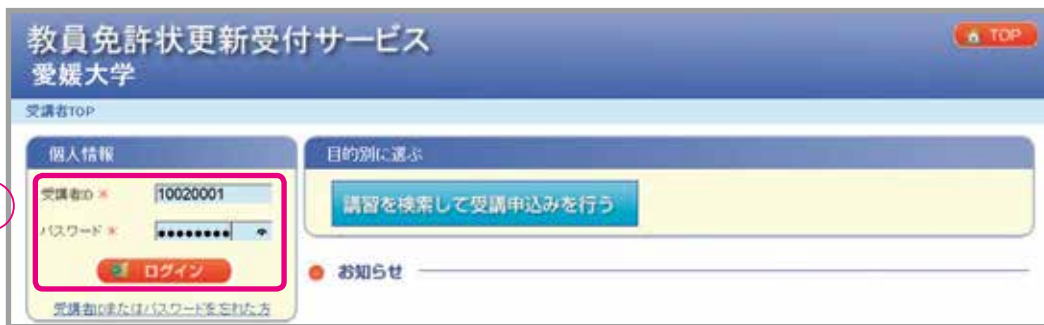 教員免許状更新受付サービス
愛媛大学
TOP
受講者TOP
個人情報
受講者ID ※
10020001
パスワード ※
●●●●●●●●
ログイン
受講者IDまたはパスワードを忘れた方
目的別に選ぶ
講習を検索して受講申込みを行う
お知らせ